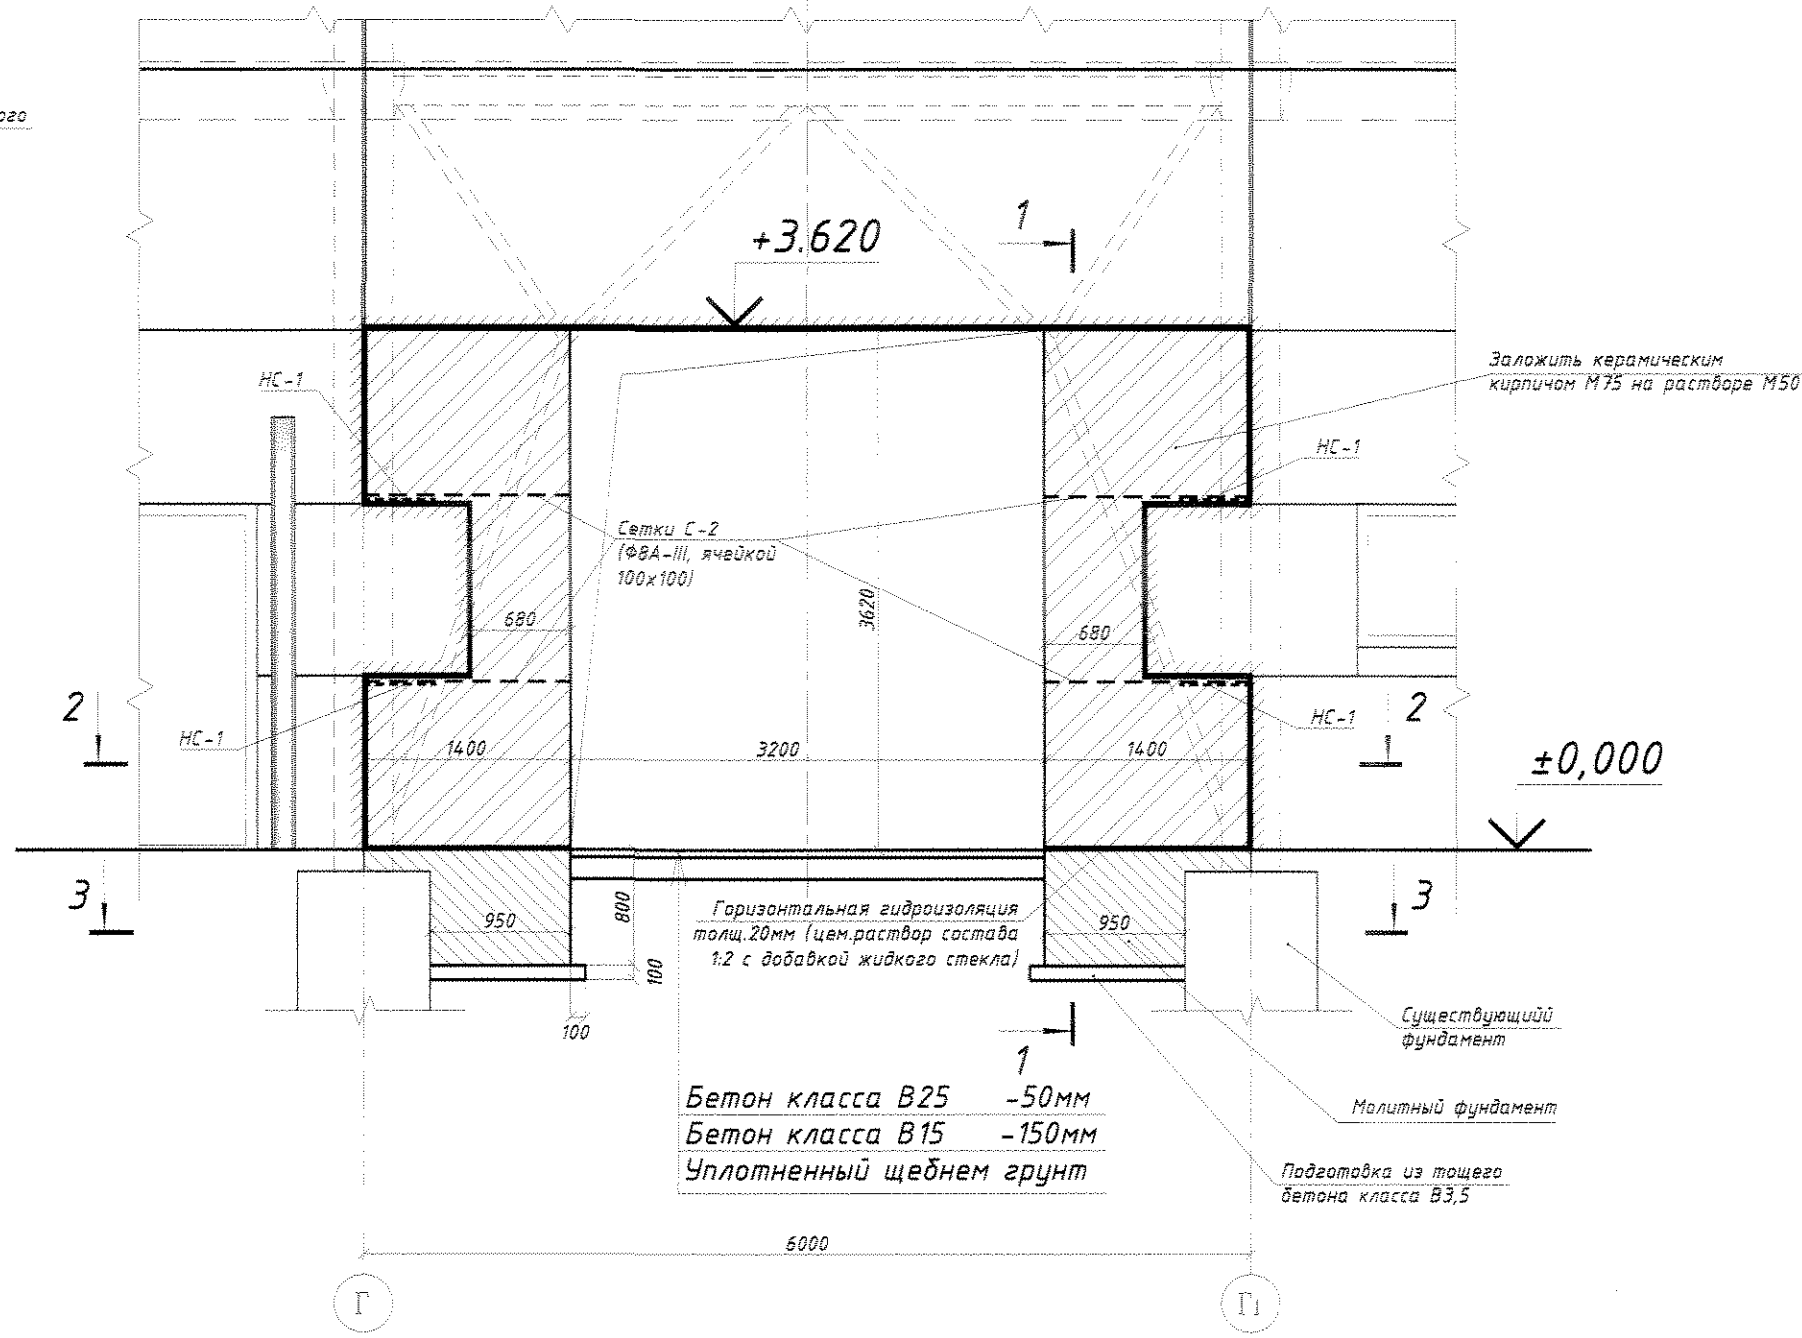 ого
+3.620
1
НС-1
Заложить керамическим
кирпичом М75 на растворе М50
НС-1
Сетки С-2
(Ф8А-III, ячейкой
100х100)
3620
680
680
2
НС-1
1400
3200
1400
НС-1
2
±0,000
3
950
800
100
100
Горизонтальная гидроизоляция
толщ.20мм (цем.раствор состава
1:2 с добавкой жидкого стекла)
950
3
1
Существующий
фундамент
Бетон класса В25 -50мм
Бетон класса В15 -150мм
Уплотненный щебнем грунт
Молитный фундамент
Подготовка из тощего
бетона класса В3,5
6000
Г
Г1